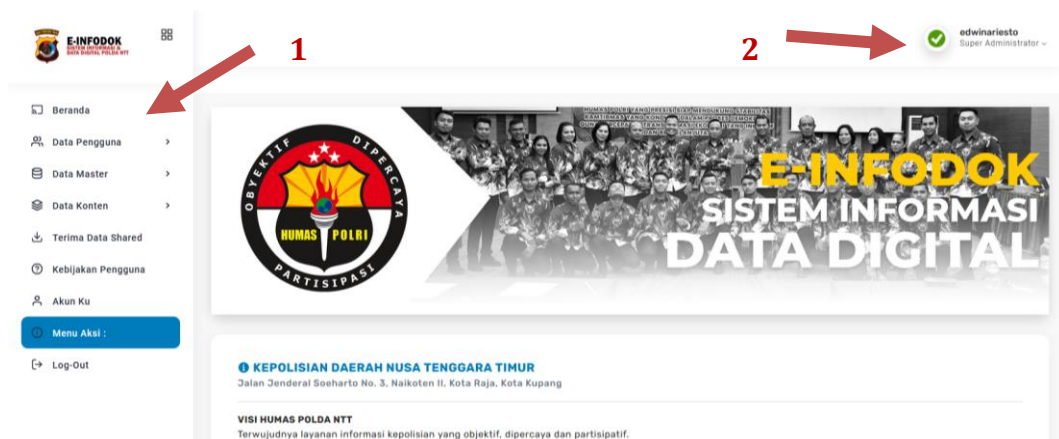 E-INFODOK
SISTEM INFORMASI &
DATA DIGITAL POLDA NTT
1
2
edwinariesto
Super Administrator
Beranda
Data Pengguna
Data Master
Data Konten
Terima Data Shared
Kebijakan Pengguna
Akun Ku
Menu Aksi :
Log-Out
OBYEKTIF DIPERCAYA
HUMAS POLRI
PARTISIPASI
E-INFODOK
SISTEM INFORMASI
DATA DIGITAL
KEPOLISIAN DAERAH NUSA TENGGARA TIMUR
Jalan Jenderal Soeharto No. 3, Naikoten II, Kota Raja, Kota Kupang
VISI HUMAS POLDA NTT
Terwujudnya layanan informasi kepolisian yang objektif, dipercaya dan partisipatif.